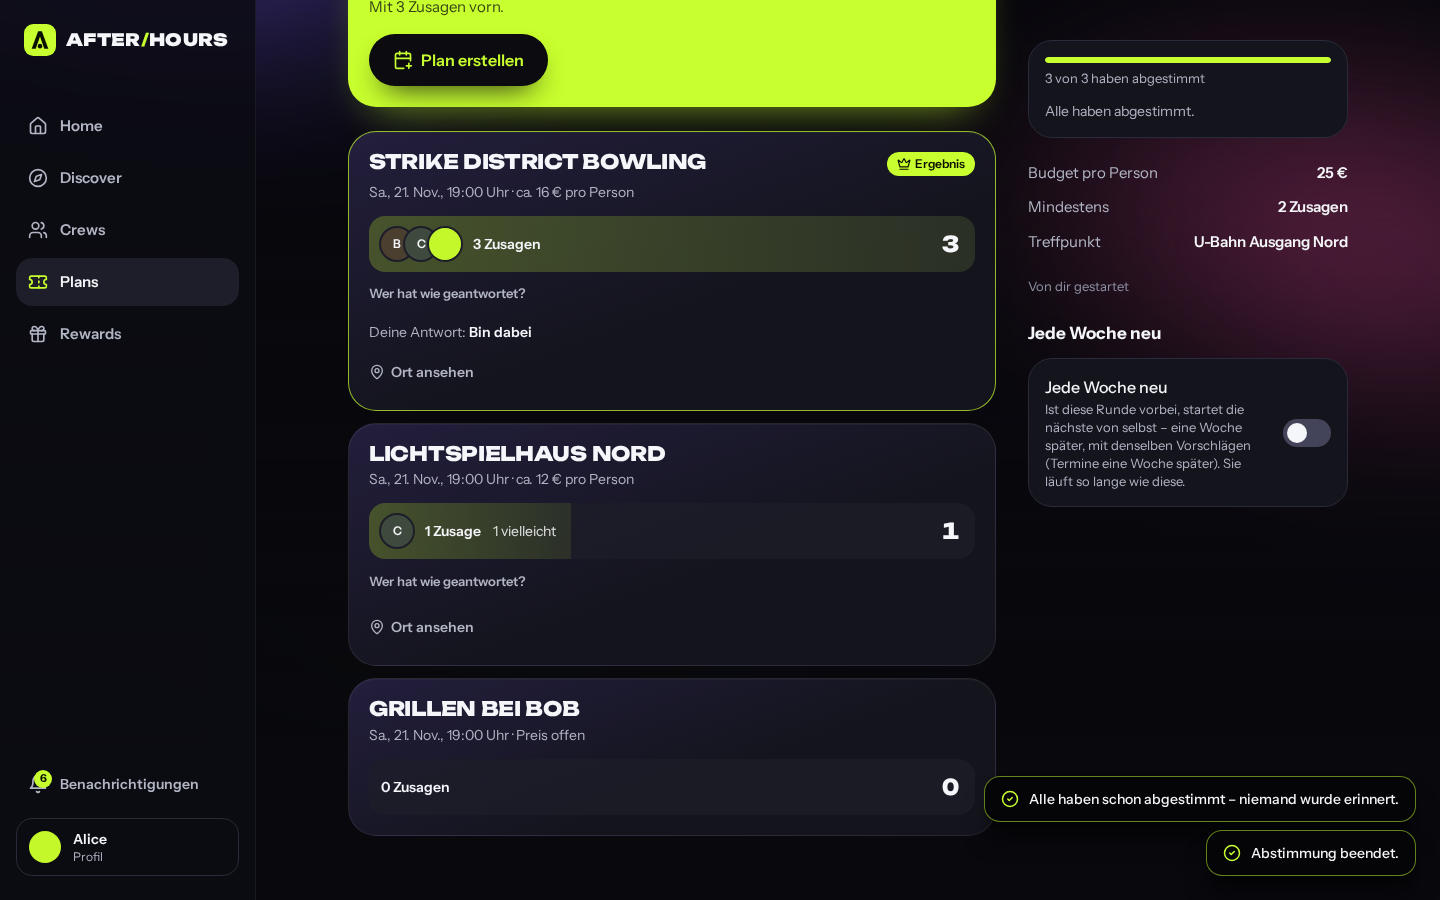 AFTER/HOURS
Home
Discover
Crews
Plans
Rewards
6
Benachrichtigungen
Alice
Profil
Mit 3 Zusagen vorn.
Plan erstellen
STRIKE DISTRICT BOWLING
Ergebnis
Sa., 21. Nov., 19:00 Uhr · ca. 16 € pro Person
B C 3 Zusagen 3
Wer hat wie geantwortet?
Deine Antwort: Bin dabei
Ort ansehen
LICHTSPIELHAUS NORD
Sa., 21. Nov., 19:00 Uhr · ca. 12 € pro Person
C 1 Zusage 1 vielleicht 1
Wer hat wie geantwortet?
Ort ansehen
GRILLEN BEI BOB
Sa., 21. Nov., 19:00 Uhr · Preis offen
0 Zusagen 0
3 von 3 haben abgestimmt
Alle haben abgestimmt.
Budget pro Person 25 €
Mindestens 2 Zusagen
Treffpunkt U-Bahn Ausgang Nord
Von dir gestartet
Jede Woche neu
Jede Woche neu
Ist diese Runde vorbei, startet die
nächste von selbst – eine Woche
später, mit denselben Vorschlägen
(Termine eine Woche später). Sie
läuft so lange wie diese.
Alle haben schon abgestimmt – niemand wurde erinnert.
Abstimmung beendet.